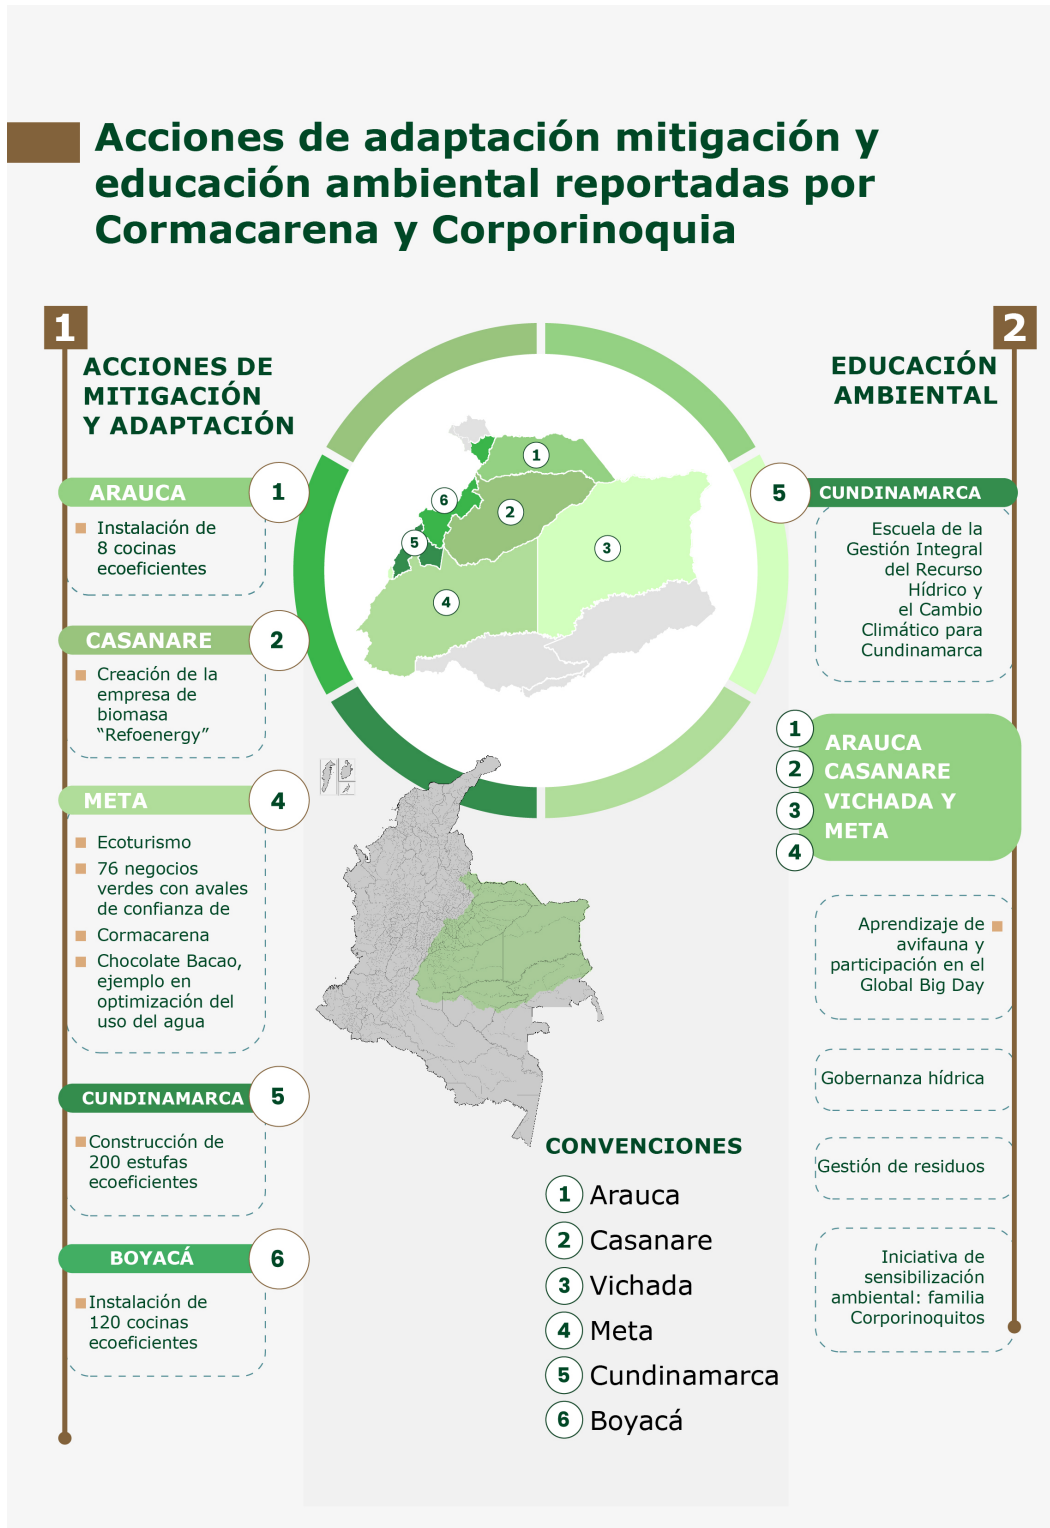 Acciones de adaptación mitigación y
educación ambiental reportadas por
Cormacarena y Corporinoquia
1
ACCIONES DE
MITIGACIÓN
Y ADAPTACIÓN
ARAUCA
1
Instalación de
8 cocinas
ecoeficientes
CASANARE
2
Creación de la
empresa de
biomasa
“Refoenergy”
META
4
Ecoturismo
76 negocios
verdes con avales
de confianza de
Cormacarena
Chocolate Bacao,
ejemplo en
optimización del
uso del agua
CUNDINAMARCA
5
Construcción de
200 estufas
ecoeficientes
BOYACÁ
6
Instalación de
120 cocinas
ecoeficientes
1
6
2
5
3
4
CONVENCIONES
1 Arauca
2 Casanare
3 Vichada
4 Meta
5 Cundinamarca
6 Boyacá
2
EDUCACIÓN
AMBIENTAL
5
CUNDINAMARCA
Escuela de la
Gestión Integral
del Recurso
Hídrico y
el Cambio
Climático para
Cundinamarca
1
ARAUCA
2
CASANARE
3
VICHADA Y
META
4
Aprendizaje de
avifauna y
participación en el
Global Big Day
Gobernanza hídrica
Gestión de residuos
Iniciativa de
sensibilización
ambiental: familia
Corporinoquitos